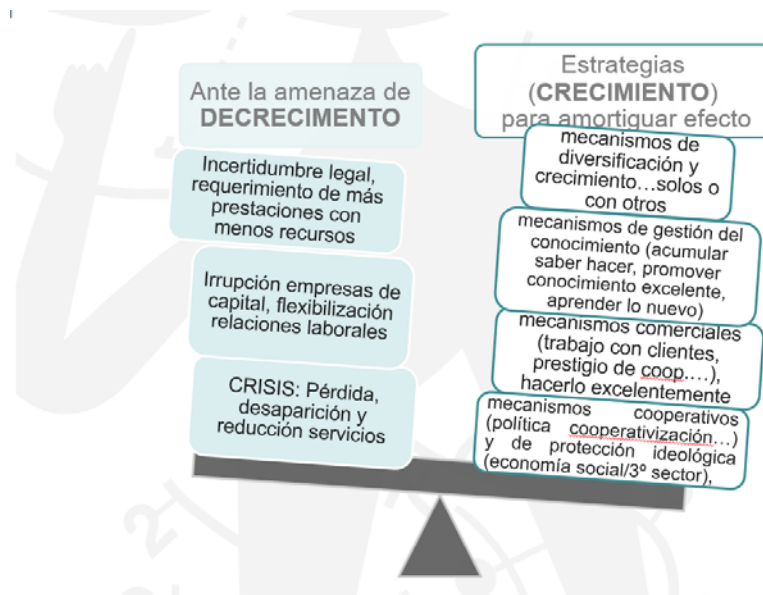 Ante la amenaza de
DECRECIMENTO
Incertidumbre legal,
requerimiento de más
prestaciones con
menos recursos
Irrupción empresas de
capital, flexibilización
relaciones laborales
CRISIS: Pérdida,
desaparición y
reducción servicios
Estrategias
(CRECIMIENTO)
para amortiguar efecto
mecanismos de
diversificación y
crecimiento...solos o
con otros
mecanismos de gestión del
conocimiento (acumular
saber hacer, promover
conocimiento excelente,
aprender lo nuevo)
mecanismos comerciales
(trabajo con clientes,
prestigio de coop....),
hacerlo excelentemente
mecanismos cooperativos
(política cooperativización...)
y de protección ideológica
(economía social/3º sector),
2
2